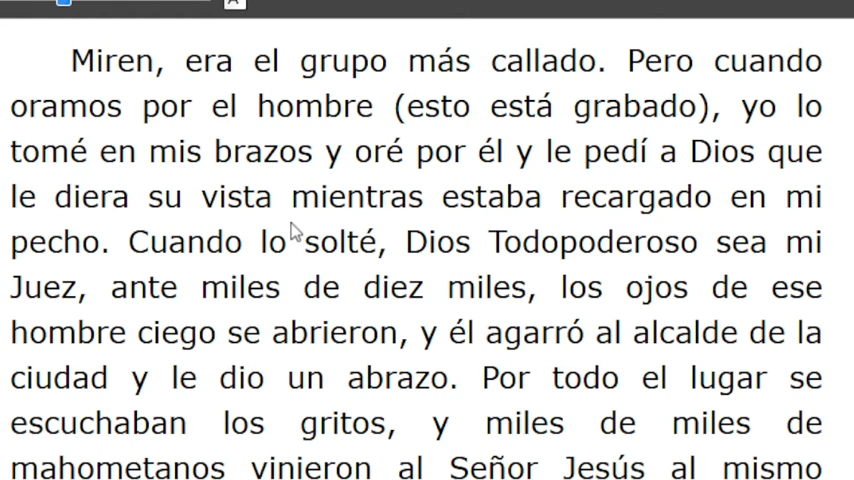 A
Miren, era el grupo más callado. Pero cuando
oramos por el hombre (esto está grabado), yo lo
tomé en mis brazos y oré por él y le pedí a Dios que
le diera su vista mientras estaba recargado en mi
pecho. Cuando lo solté, Dios Todopoderoso sea mi
Juez, ante miles de diez miles, los ojos de ese
hombre ciego se abrieron, y él agarró al alcalde de la
ciudad y le dio un abrazo. Por todo el lugar se
escuchaban los gritos, y miles de miles de
mahometanos vinieron al Señor Jesús al mismo